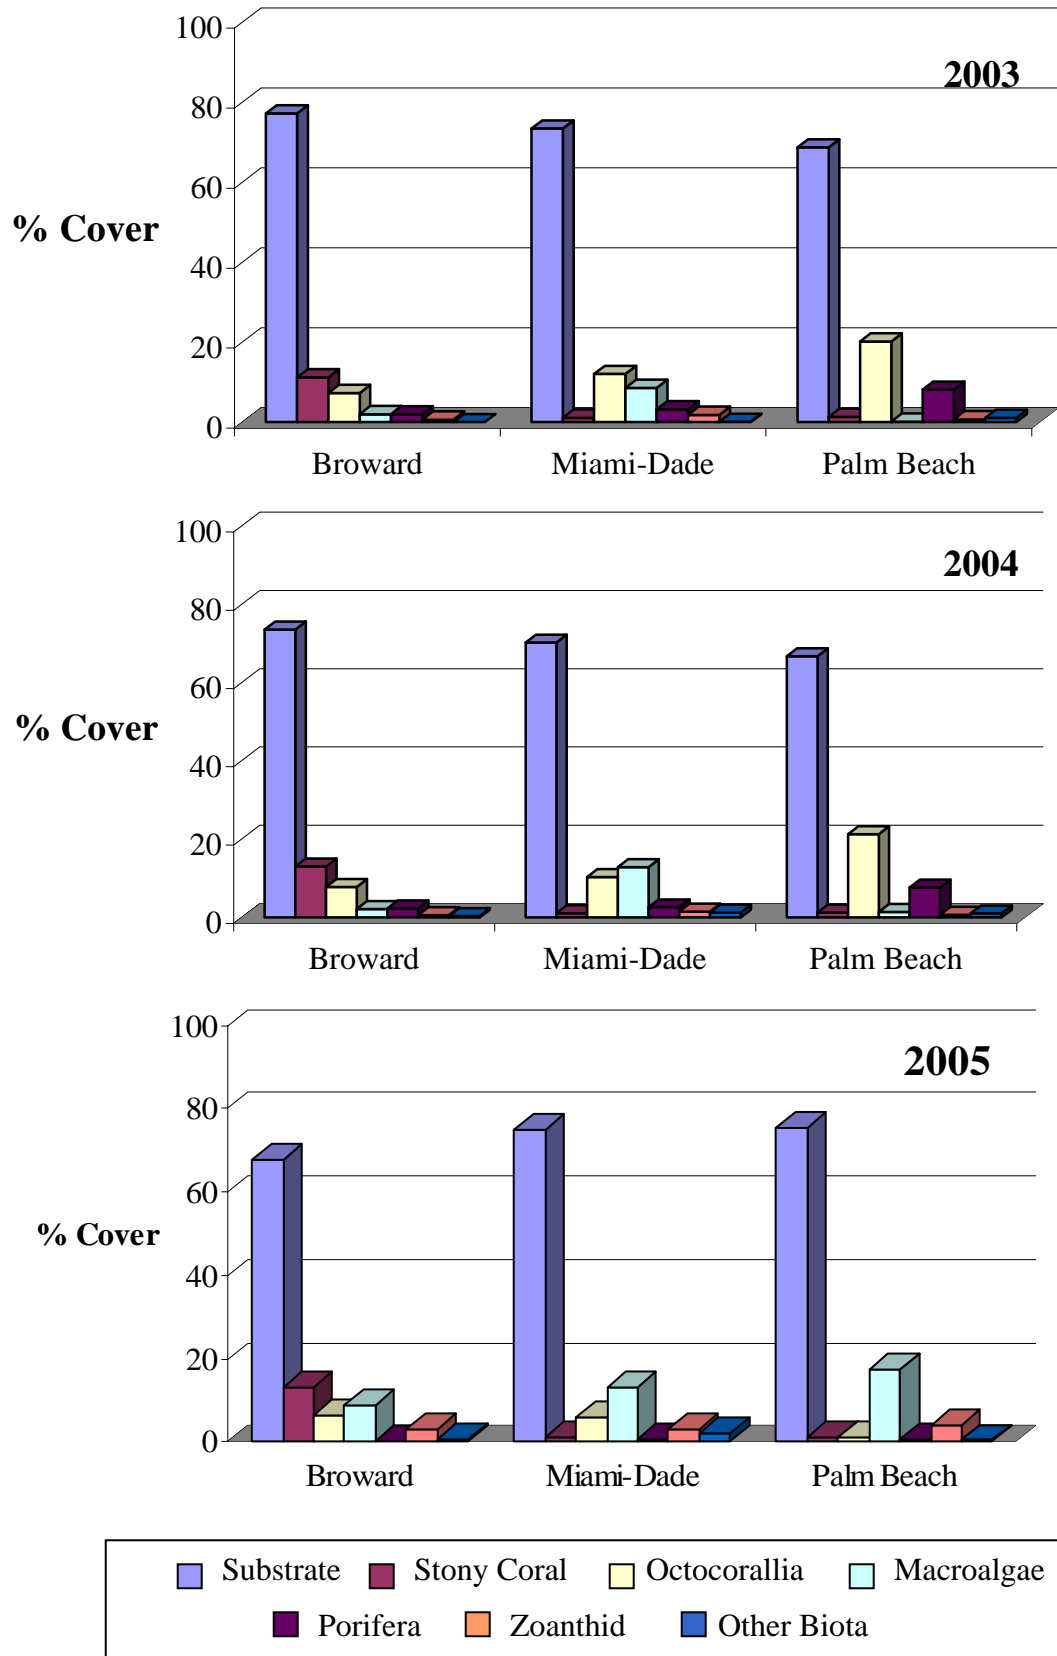 100
2003
80
60
% Cover
40
20
0
Broward Miami-Dade Palm Beach
100
2004
80
60
% Cover
40
20
0
Broward Miami-Dade Palm Beach
100
2005
80
60
% Cover
40
20
0
Broward Miami-Dade Palm Beach
Substrate Stony Coral Octocorallia Macroalgae
Porifera Zoanthid Other Biota